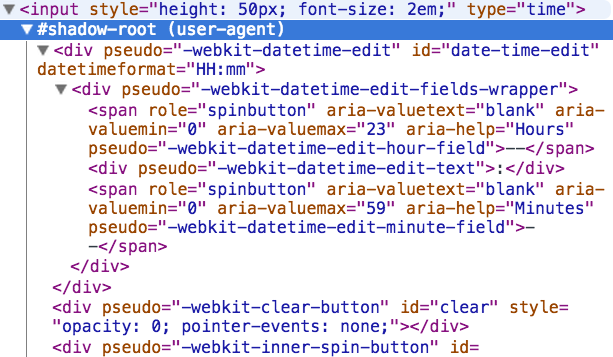 <input style="height: 50px; font-size: 2em;" type="time">
#shadow-root (user-agent)
<div pseudo="-webkit-datetime-edit" id="date-time-edit"
datetimeformat="HH:mm">
<div pseudo="-webkit-datetime-edit-fields-wrapper">
<span role="spinbutton" aria-valuetext="blank" aria-
valuemin="0" aria-valuemax="23" aria-help="Hours"
pseudo="-webkit-datetime-edit-hour-field">--</span>
<div pseudo="-webkit-datetime-edit-text">:</div>
<span role="spinbutton" aria-valuetext="blank" aria-
valuemin="0" aria-valuemax="59" aria-help="Minutes"
pseudo="-webkit-datetime-edit-minute-field">-
-</span>
</div>
</div>
<div pseudo="-webkit-clear-button" id="clear" style=
"opacity: 0; pointer-events: none;"></div>
<div pseudo="-webkit-inner-spin-button" id=